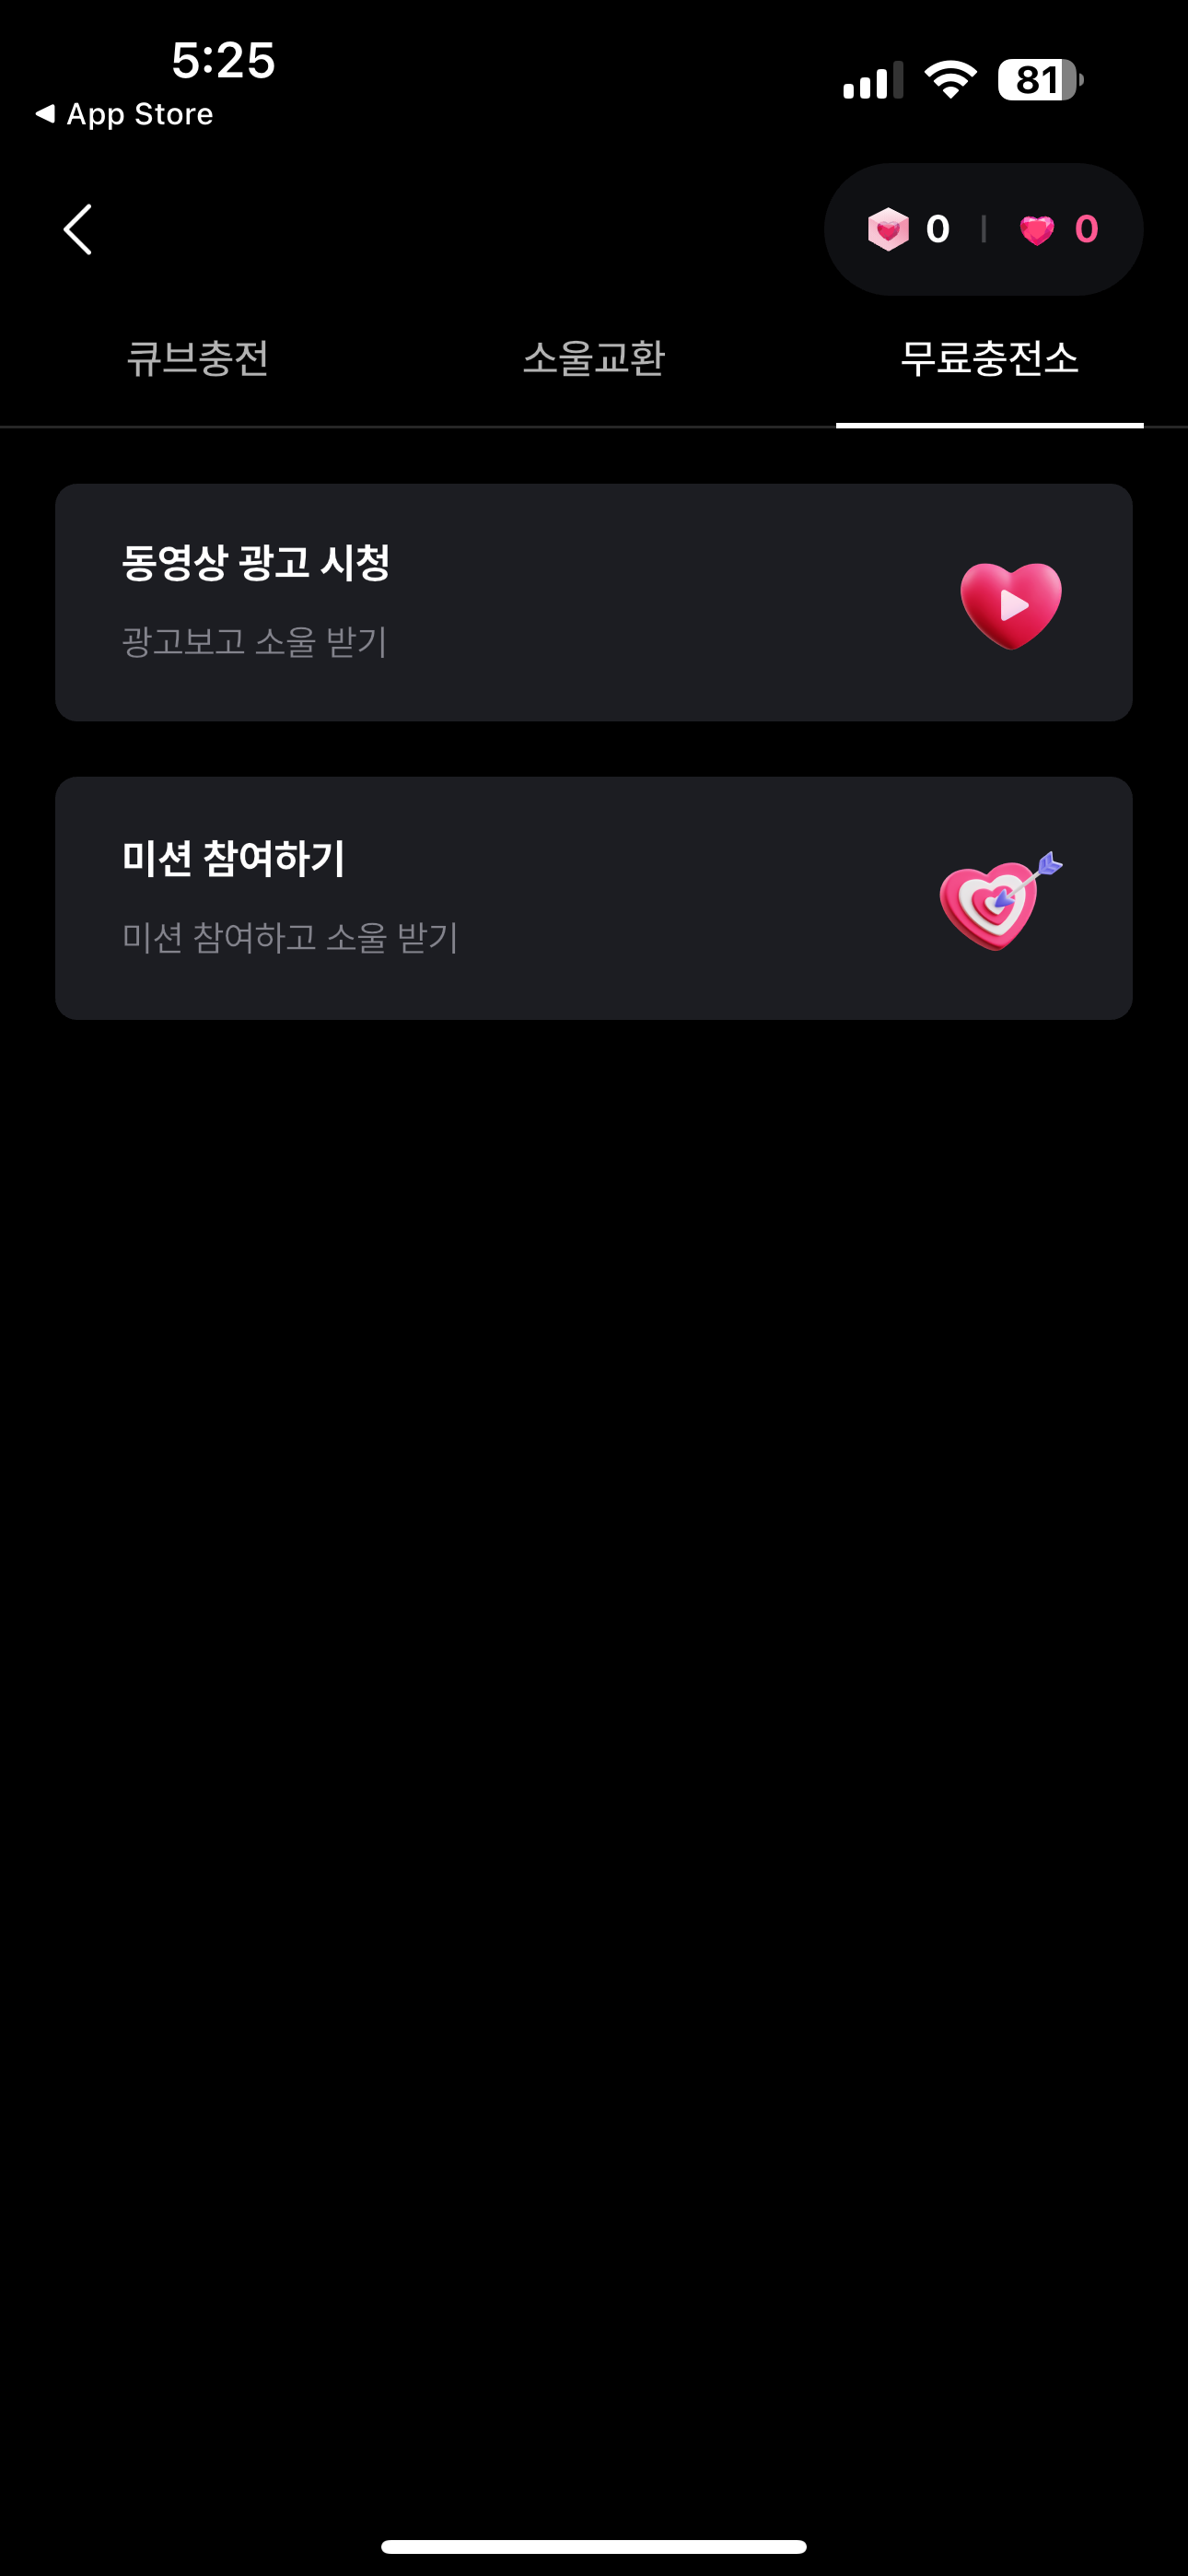 5:25
81
◀ App Store
0 | 0
큐브충전 소울교환 무료충전소
동영상 광고 시청
광고보고 소울 받기
미션 참여하기
미션 참여하고 소울 받기